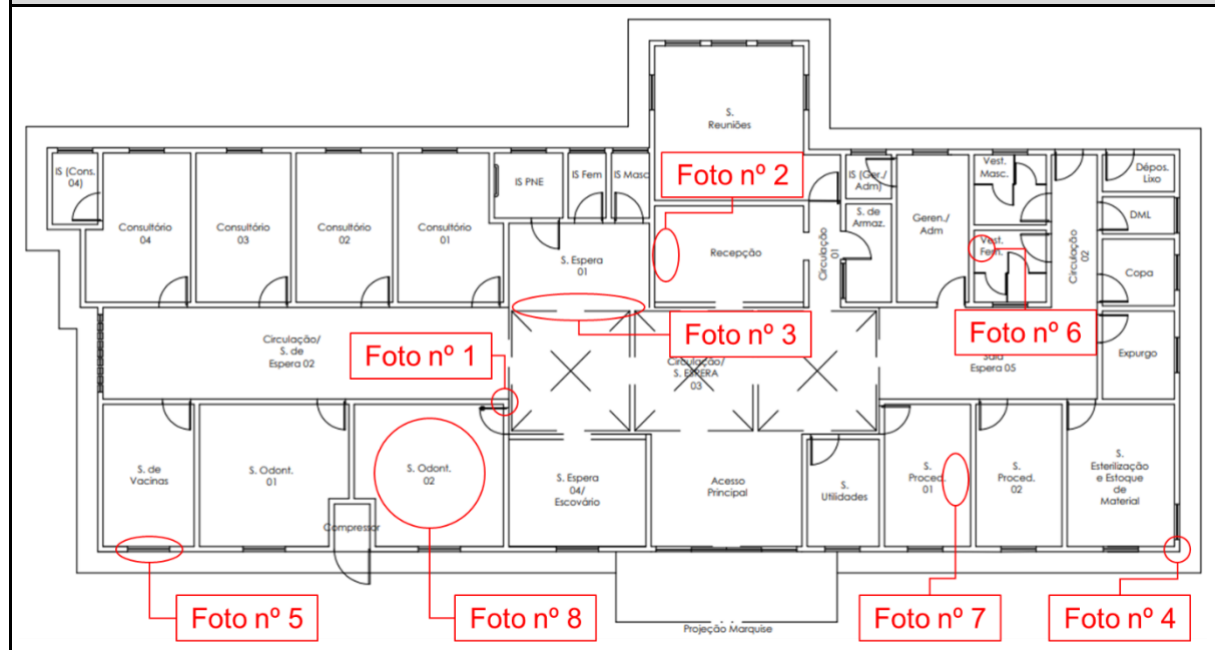 S.
Reuniões
IS (Cons.
04)
Consultório
04
Consultório
03
Consultório
02
Consultório
01
IS PNE
IS Fem
IS Masc
Foto nº 2
IS (Ger./
Adm)
S. de
Armaz.
Geren./
Adm
Vest.
Masc.
Vest.
Fem.
Dépos.
Lixo
DML
Copa
Expurgo
S. Espera
01
Recepção
Circulação
01
Circulação
02
Foto nº 3
Foto nº 6
Foto nº 1
Circulação/
S. de
Espera 02
Circulação/
S. ESPERA
03
Sala
Espera 05
S. de
Vacinas
S. Odont.
01
S. Odont.
02
Compressor
S. Espera
04/
Escovário
Acesso
Principal
S.
Utilidades
S.
Proced.
01
S.
Proced.
02
S.
Esterilização
e Estoque
de
Material
Foto nº 5
Foto nº 8
Foto nº 7
Foto nº 4
Projeção Marquise